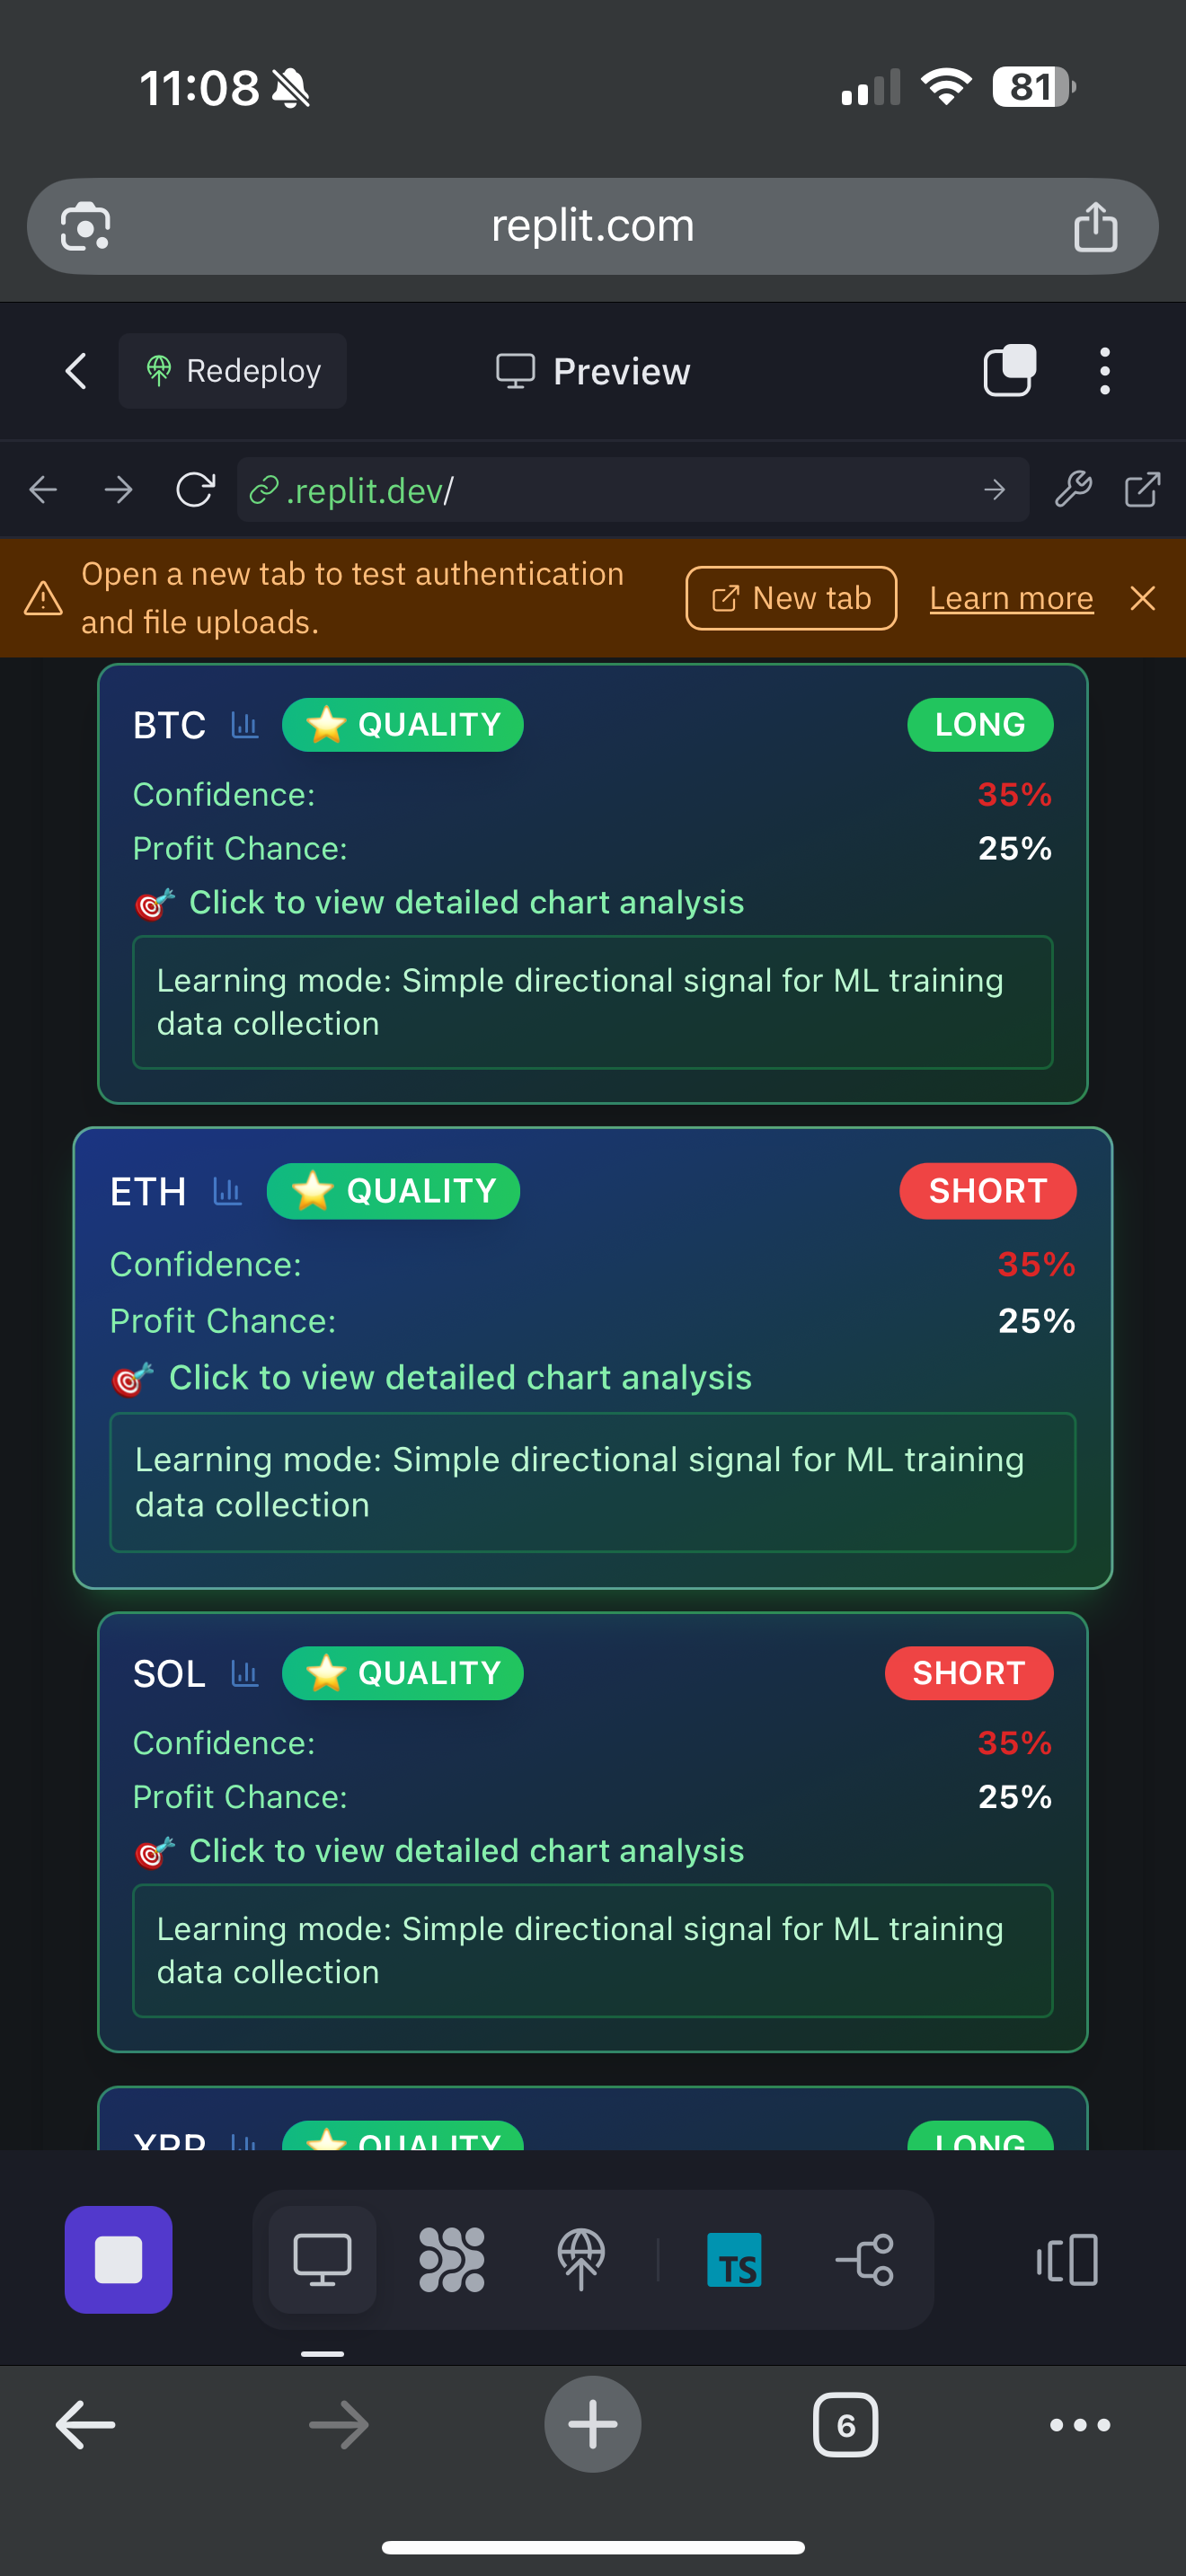 11:08
81
replit.com
Redeploy
Preview
.replit.dev/
Open a new tab to test authentication
and file uploads.
New tab
Learn more
BTC
QUALITY
LONG
Confidence:
35%
Profit Chance:
25%
Click to view detailed chart analysis
Learning mode: Simple directional signal for ML training
data collection
ETH
QUALITY
SHORT
Confidence:
35%
Profit Chance:
25%
Click to view detailed chart analysis
Learning mode: Simple directional signal for ML training
data collection
SOL
QUALITY
SHORT
Confidence:
35%
Profit Chance:
25%
Click to view detailed chart analysis
Learning mode: Simple directional signal for ML training
data collection
XRP
QUALITY
LONG
TS
6